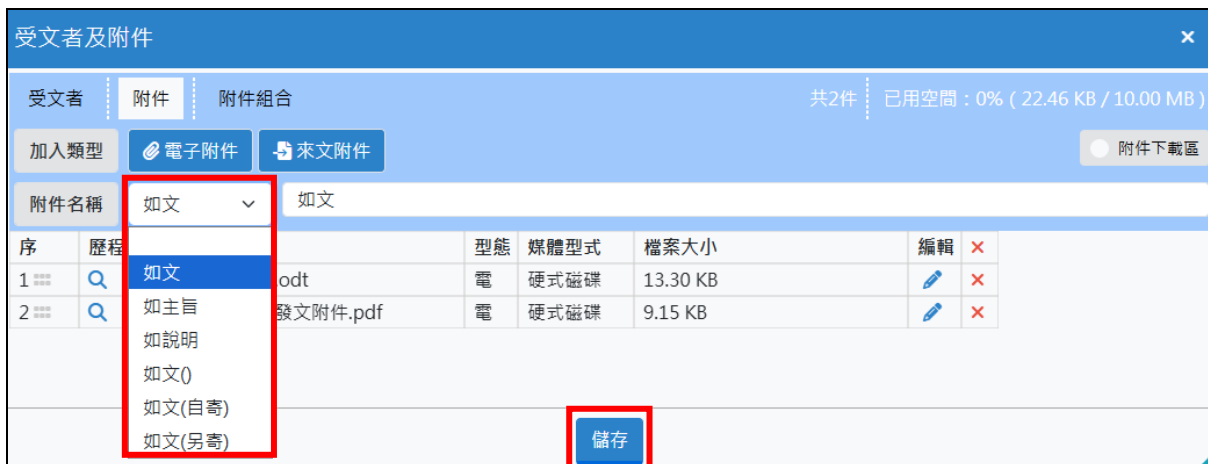 受文者及附件 ×
受文者 附件 附件組合 共2件 已用空間：0% ( 22.46 KB / 10.00 MB )
加入類型 電子附件 來文附件 附件下載區
附件名稱 如文 如文
序 歷程 型態 媒體型式 檔案大小 編輯 ×
1 .odt 電 硬式磁碟 13.30 KB ×
2 發文附件.pdf 電 硬式磁碟 9.15 KB ×
如文
如主旨
如說明
如文()
如文(自寄)
如文(另寄)
儲存